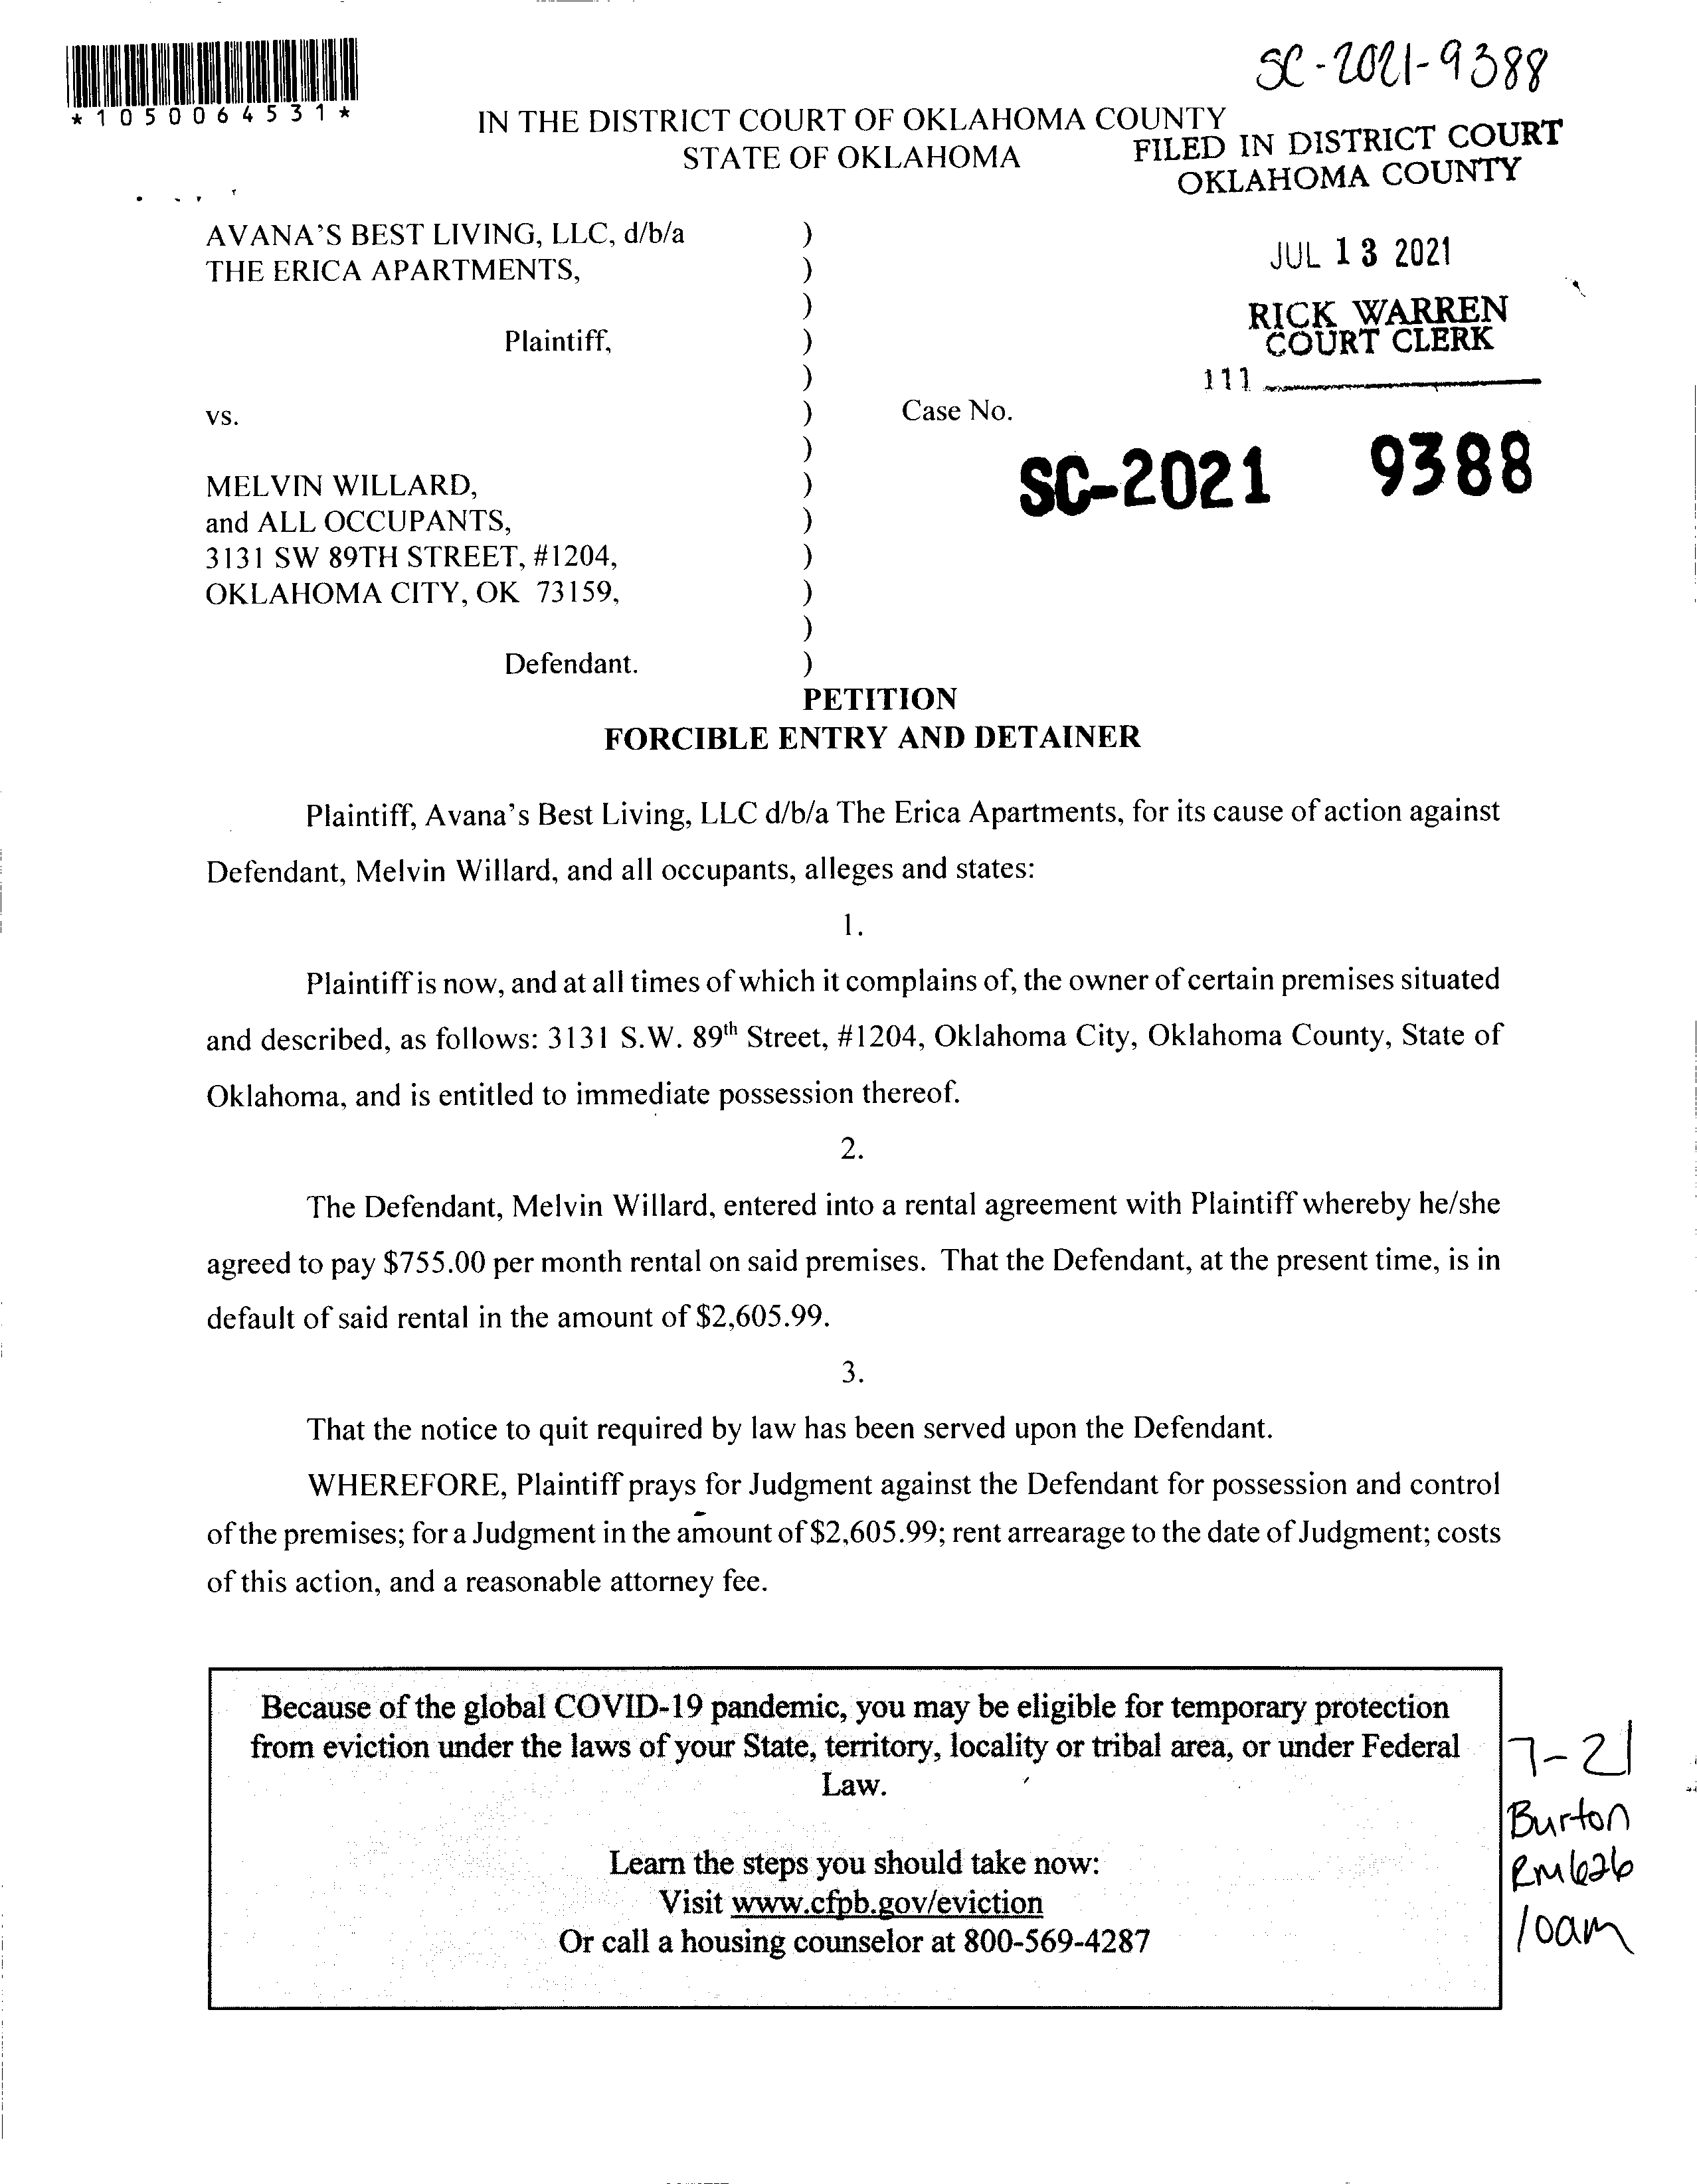 SC-2021-9388
*1050064531*
IN THE DISTRICT COURT OF OKLAHOMA COUNTY
STATE OF OKLAHOMA
FILED IN DISTRICT COURT
OKLAHOMA COUNTY
JUL 13 2021
RICK WARREN
COURT CLERK
111
AVANA'S BEST LIVING, LLC, d/b/a )
THE ERICA APARTMENTS, )
)
Plaintiff, )
)
vs. ) Case No.
)
SC-2021 9388
MELVIN WILLARD, )
and ALL OCCUPANTS, )
3131 SW 89TH STREET, #1204, )
OKLAHOMA CITY, OK 73159, )
)
Defendant. )
PETITION
FORCIBLE ENTRY AND DETAINER
Plaintiff, Avana's Best Living, LLC d/b/a The Erica Apartments, for its cause of action against
Defendant, Melvin Willard, and all occupants, alleges and states:
1.
Plaintiff is now, and at all times of which it complains of, the owner of certain premises situated
and described, as follows: 3131 S.W. 89th Street, #1204, Oklahoma City, Oklahoma County, State of
Oklahoma, and is entitled to immediate possession thereof.
2.
The Defendant, Melvin Willard, entered into a rental agreement with Plaintiff whereby he/she
agreed to pay $755.00 per month rental on said premises. That the Defendant, at the present time, is in
default of said rental in the amount of $2,605.99.
3.
That the notice to quit required by law has been served upon the Defendant.
WHEREFORE, Plaintiff prays for Judgment against the Defendant for possession and control
of the premises; for a Judgment in the amount of $2,605.99; rent arrearage to the date of Judgment; costs
of this action, and a reasonable attorney fee.
Because of the global COVID-19 pandemic, you may be eligible for temporary protection
from eviction under the laws of your State, territory, locality or tribal area, or under Federal
Law.
Learn the steps you should take now:
Visit www.cfpb.gov/eviction
Or call a housing counselor at 800-569-4287
7-21
Burton
Rm 626
10am